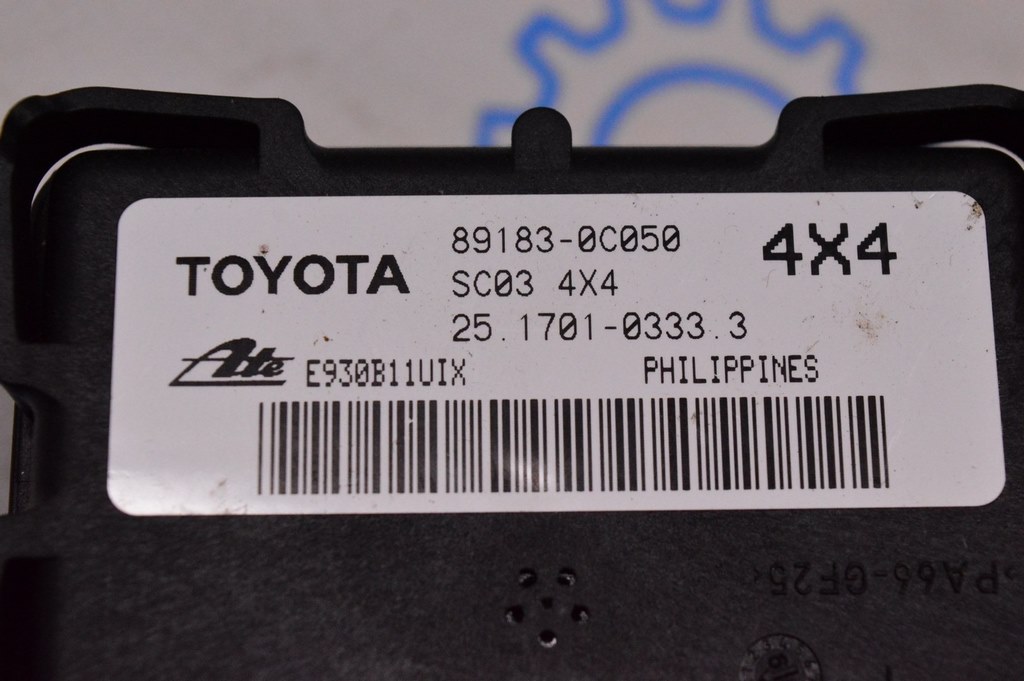 TOYOTA
89183-0C050
SC03 4X4
25.1701-0333.3
4X4
Ate
E930B11UIX
PHILIPPINES
>PA66-GF25<